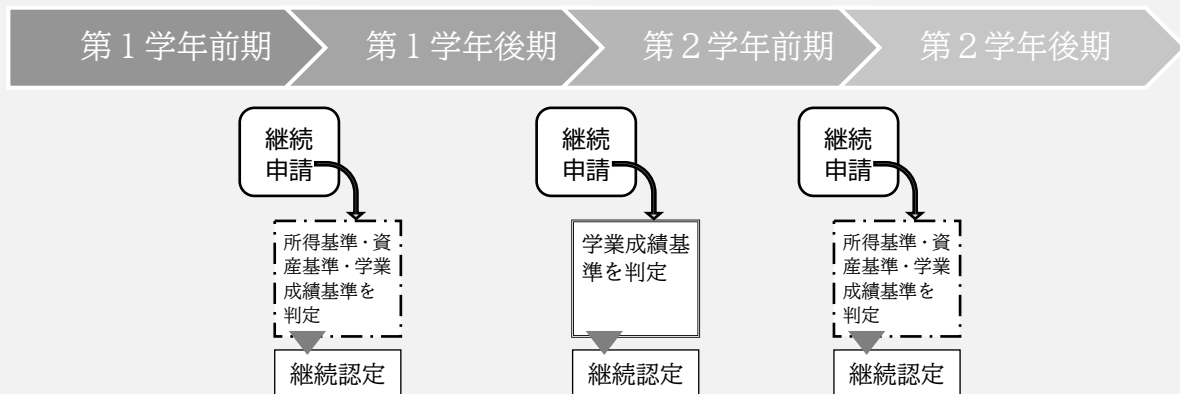 第１学年前期
第１学年後期
第２学年前期
第２学年後期
継続
申請
継続
申請
継続
申請
所得基準・資
産基準・学業
成績基準を
判定
学業成績基
準を判定
所得基準・資
産基準・学業
成績基準を
判定
継続認定
継続認定
継続認定